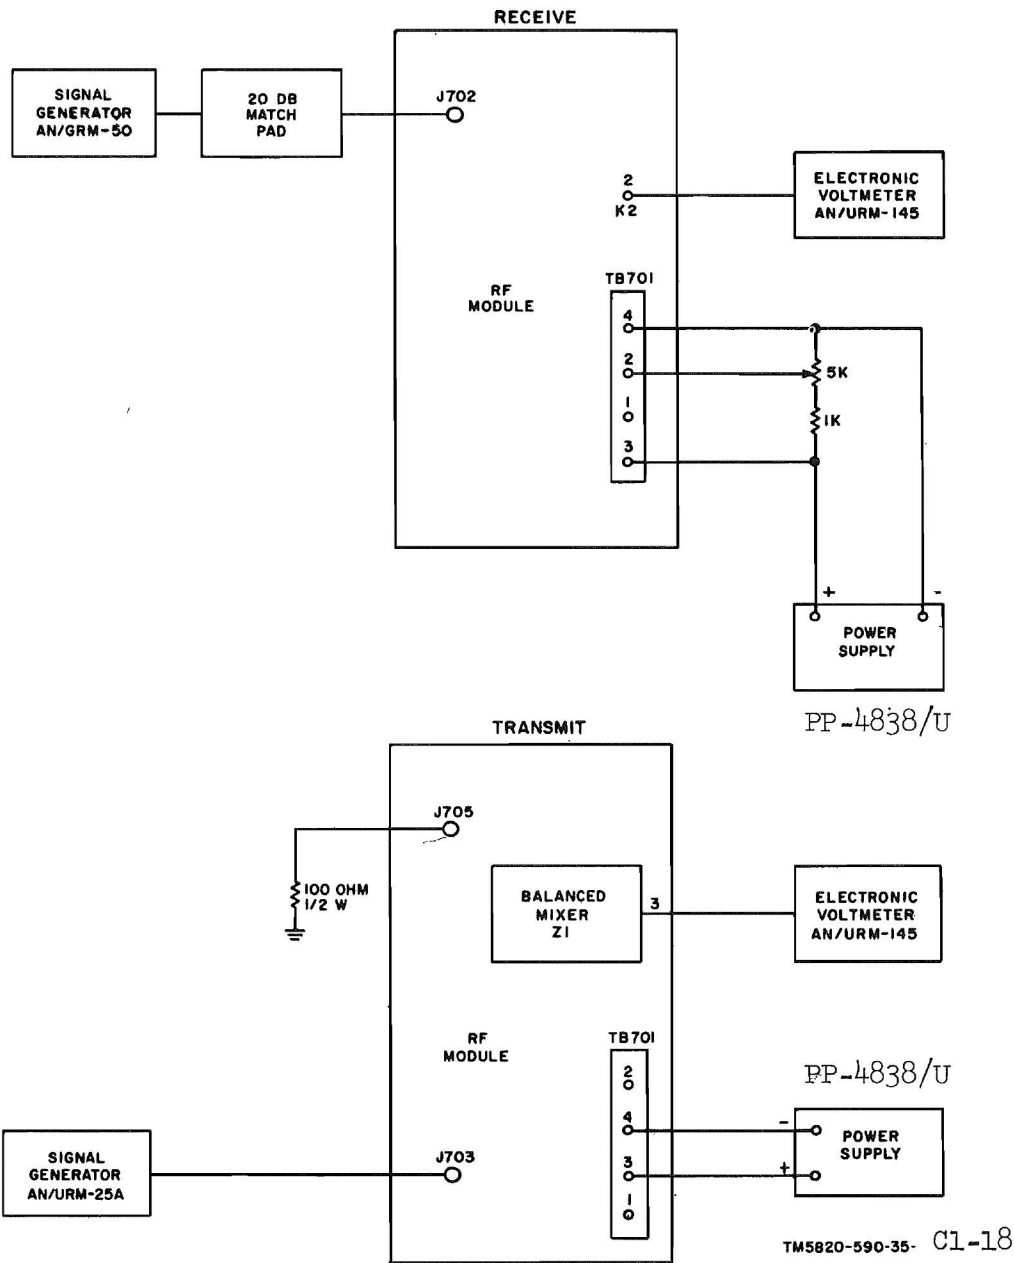 RECEIVE
SIGNAL
GENERATOR
AN/GRM-50
20 DB
MATCH
PAD
J702
2
K2
ELECTRONIC
VOLTMETER
AN/URM-145
RF
MODULE
TB701
4
2
1
3
5K
1K
+
-
POWER
SUPPLY
PP-4838/U
TRANSMIT
J705
100 OHM
1/2 W
BALANCED
MIXER
Z1
3
ELECTRONIC
VOLTMETER
AN/URM-145
RF
MODULE
TB701
2
4
3
1
PP-4838/U
-
+
POWER
SUPPLY
SIGNAL
GENERATOR
AN/URM-25A
J703
TM5820-590-35- C1-18